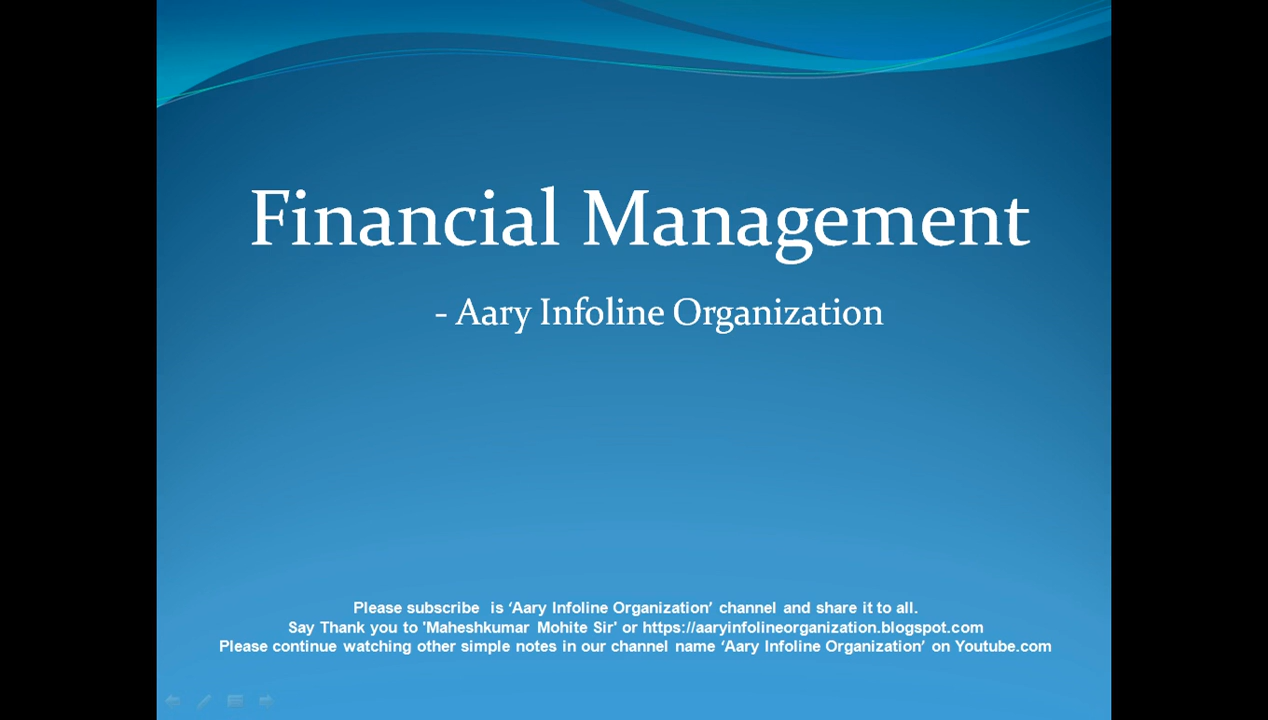 Financial Management
- Aary Infoline Organization
Please subscribe  is ‘Aary Infoline Organization’ channel and share it to all.
Say Thank you to 'Maheshkumar Mohite Sir' or https://aaryinfolineorganization.blogspot.com
Please continue watching other simple notes in our channel name ‘Aary Infoline Organization’ on Youtube.com